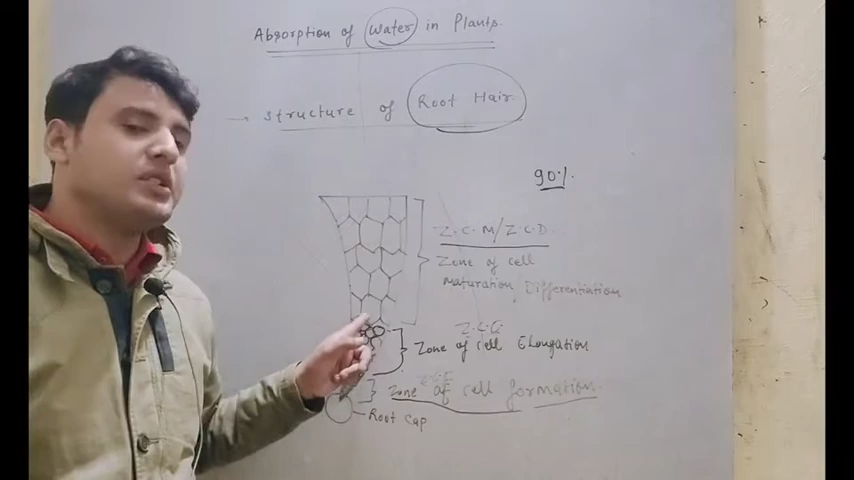 Absorption of Water in Plants.
→ structure of Root Hair.
90%.
Z.C.M/Z.C.D.
Zone of cell
maturation, Differentiation
Z.C.E.
Zone of cell Elongation
Zone of cell formation
Root cap